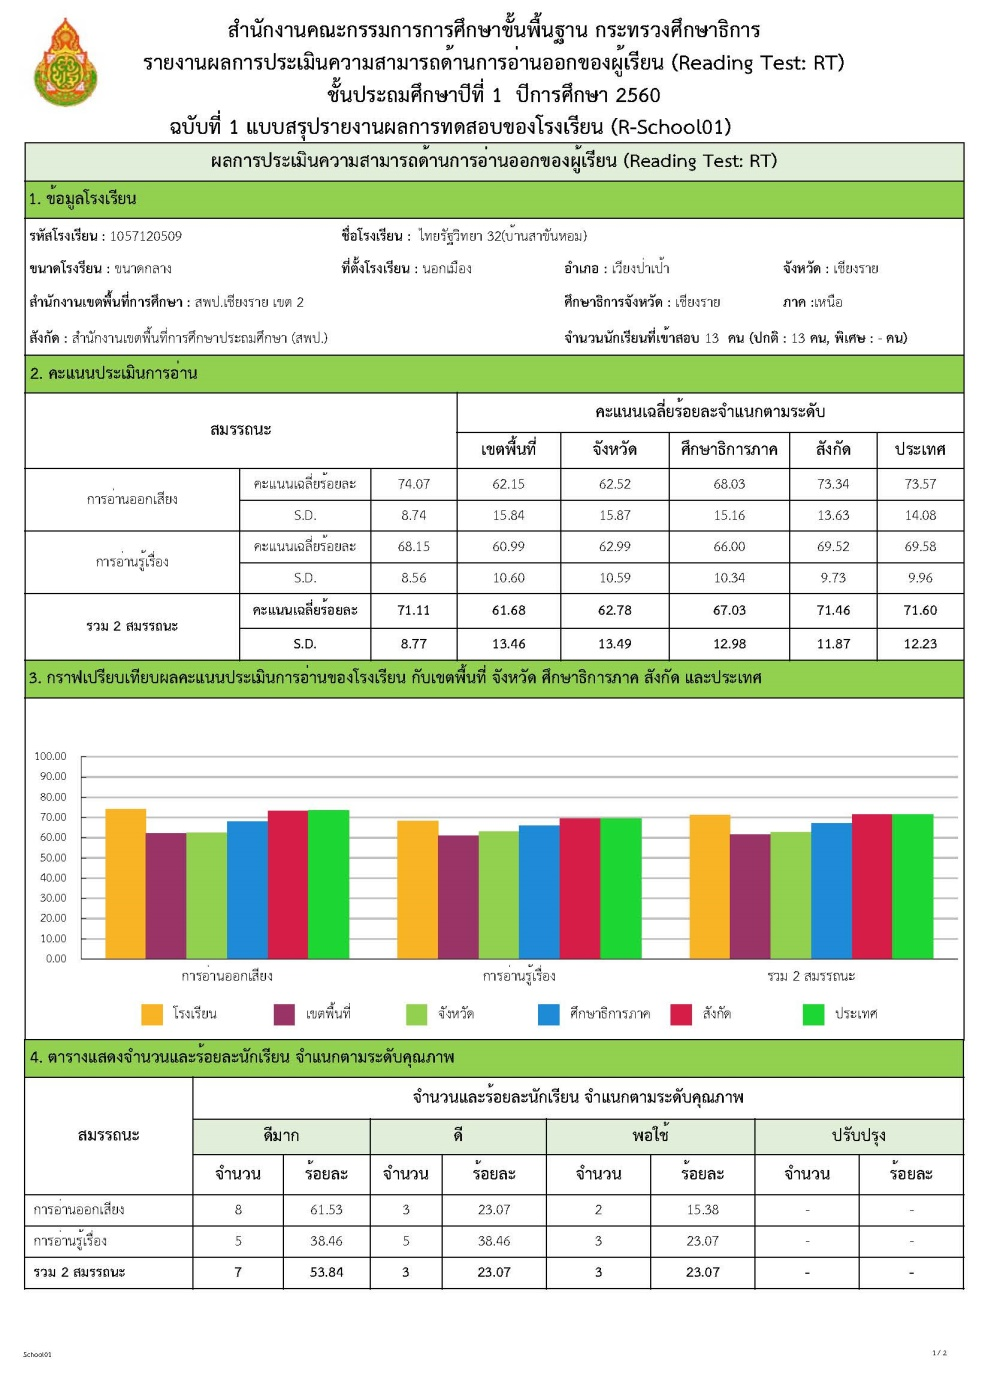 สำนักงานคณะกรรมการการศึกษาขั้นพื้นฐาน กระทรวงศึกษาธิการ
รายงานผลการประเมินความสามารถด้านการอ่านออกของผู้เรียน (Reading Test: RT)
ชั้นประถมศึกษาปีที่ 1 ปีการศึกษา 2560
ฉบับที่ 1 แบบสรุปรายงานผลการทดสอบของโรงเรียน (R-School01)
ผลการประเมินความสามารถด้านการอ่านออกของผู้เรียน (Reading Test: RT)
1. ข้อมูลโรงเรียน
รหัสโรงเรียน : 1057120509 ชื่อโรงเรียน : ไทยรัฐวิทยา 32(บ้านสาขันหอม)
ขนาดโรงเรียน : ขนาดกลาง ที่ตั้งโรงเรียน : นอกเมือง อำเภอ : เวียงป่าเป้า จังหวัด : เชียงราย
สำนักงานเขตพื้นที่การศึกษา : สพป.เชียงราย เขต 2 ศึกษาธิการจังหวัด : เชียงราย ภาค :เหนือ
สังกัด : สำนักงานเขตพื้นที่การศึกษาประถมศึกษา (สพป.) จำนวนนักเรียนที่เข้าสอบ 13 คน (ปกติ : 13 คน, พิเศษ : - คน)
2. คะแนนประเมินการอ่าน
สมรรถนะ คะแนนเฉลี่ยร้อยละจำแนกตามระดับ
เขตพื้นที่ จังหวัด ศึกษาธิการภาค สังกัด ประเทศ
การอ่านออกเสียง คะแนนเฉลี่ยร้อยละ 74.07 62.15 62.52 68.03 73.34 73.57
S.D. 8.74 15.84 15.87 15.16 13.63 14.08
การอ่านรู้เรื่อง คะแนนเฉลี่ยร้อยละ 68.15 60.99 62.99 66.00 69.52 69.58
S.D. 8.56 10.60 10.59 10.34 9.73 9.96
รวม 2 สมรรถนะ คะแนนเฉลี่ยร้อยละ 71.11 61.68 62.78 67.03 71.46 71.60
S.D. 8.77 13.46 13.49 12.98 11.87 12.23
3. กราฟเปรียบเทียบผลคะแนนประเมินการอ่านของโรงเรียน กับเขตพื้นที่ จังหวัด ศึกษาธิการภาค สังกัด และประเทศ
100.00
90.00
80.00
70.00
60.00
50.00
40.00
30.00
20.00
10.00
0.00
การอ่านออกเสียง การอ่านรู้เรื่อง รวม 2 สมรรถนะ
โรงเรียน เขตพื้นที่ จังหวัด ศึกษาธิการภาค สังกัด ประเทศ
4. ตารางแสดงจำนวนและร้อยละนักเรียน จำแนกตามระดับคุณภาพ
สมรรถนะ จำนวนและร้อยละนักเรียน จำแนกตามระดับคุณภาพ
ดีมาก ดี พอใช้ ปรับปรุง
จำนวน ร้อยละ จำนวน ร้อยละ จำนวน ร้อยละ จำนวน ร้อยละ
การอ่านออกเสียง 8 61.53 3 23.07 2 15.38 - -
การอ่านรู้เรื่อง 5 38.46 5 38.46 3 23.07 - -
รวม 2 สมรรถนะ 7 53.84 3 23.07 3 23.07 - -
School01 1 / 2